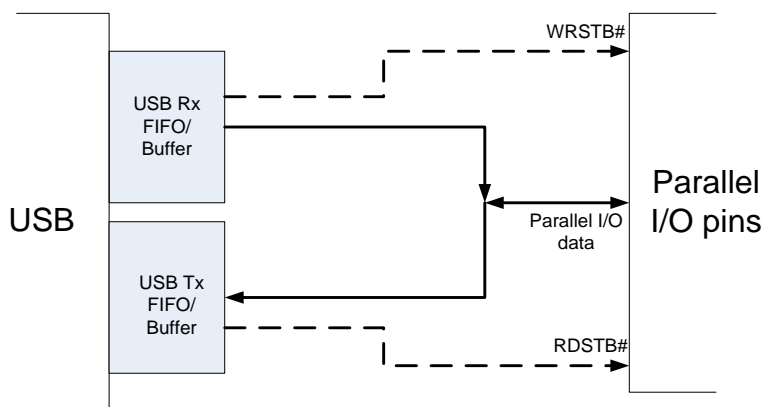 WRSTB#
USB Rx
FIFO/
Buffer
USB
Parallel I/O
data
Parallel
I/O pins
USB Tx
FIFO/
Buffer
RDSTB#